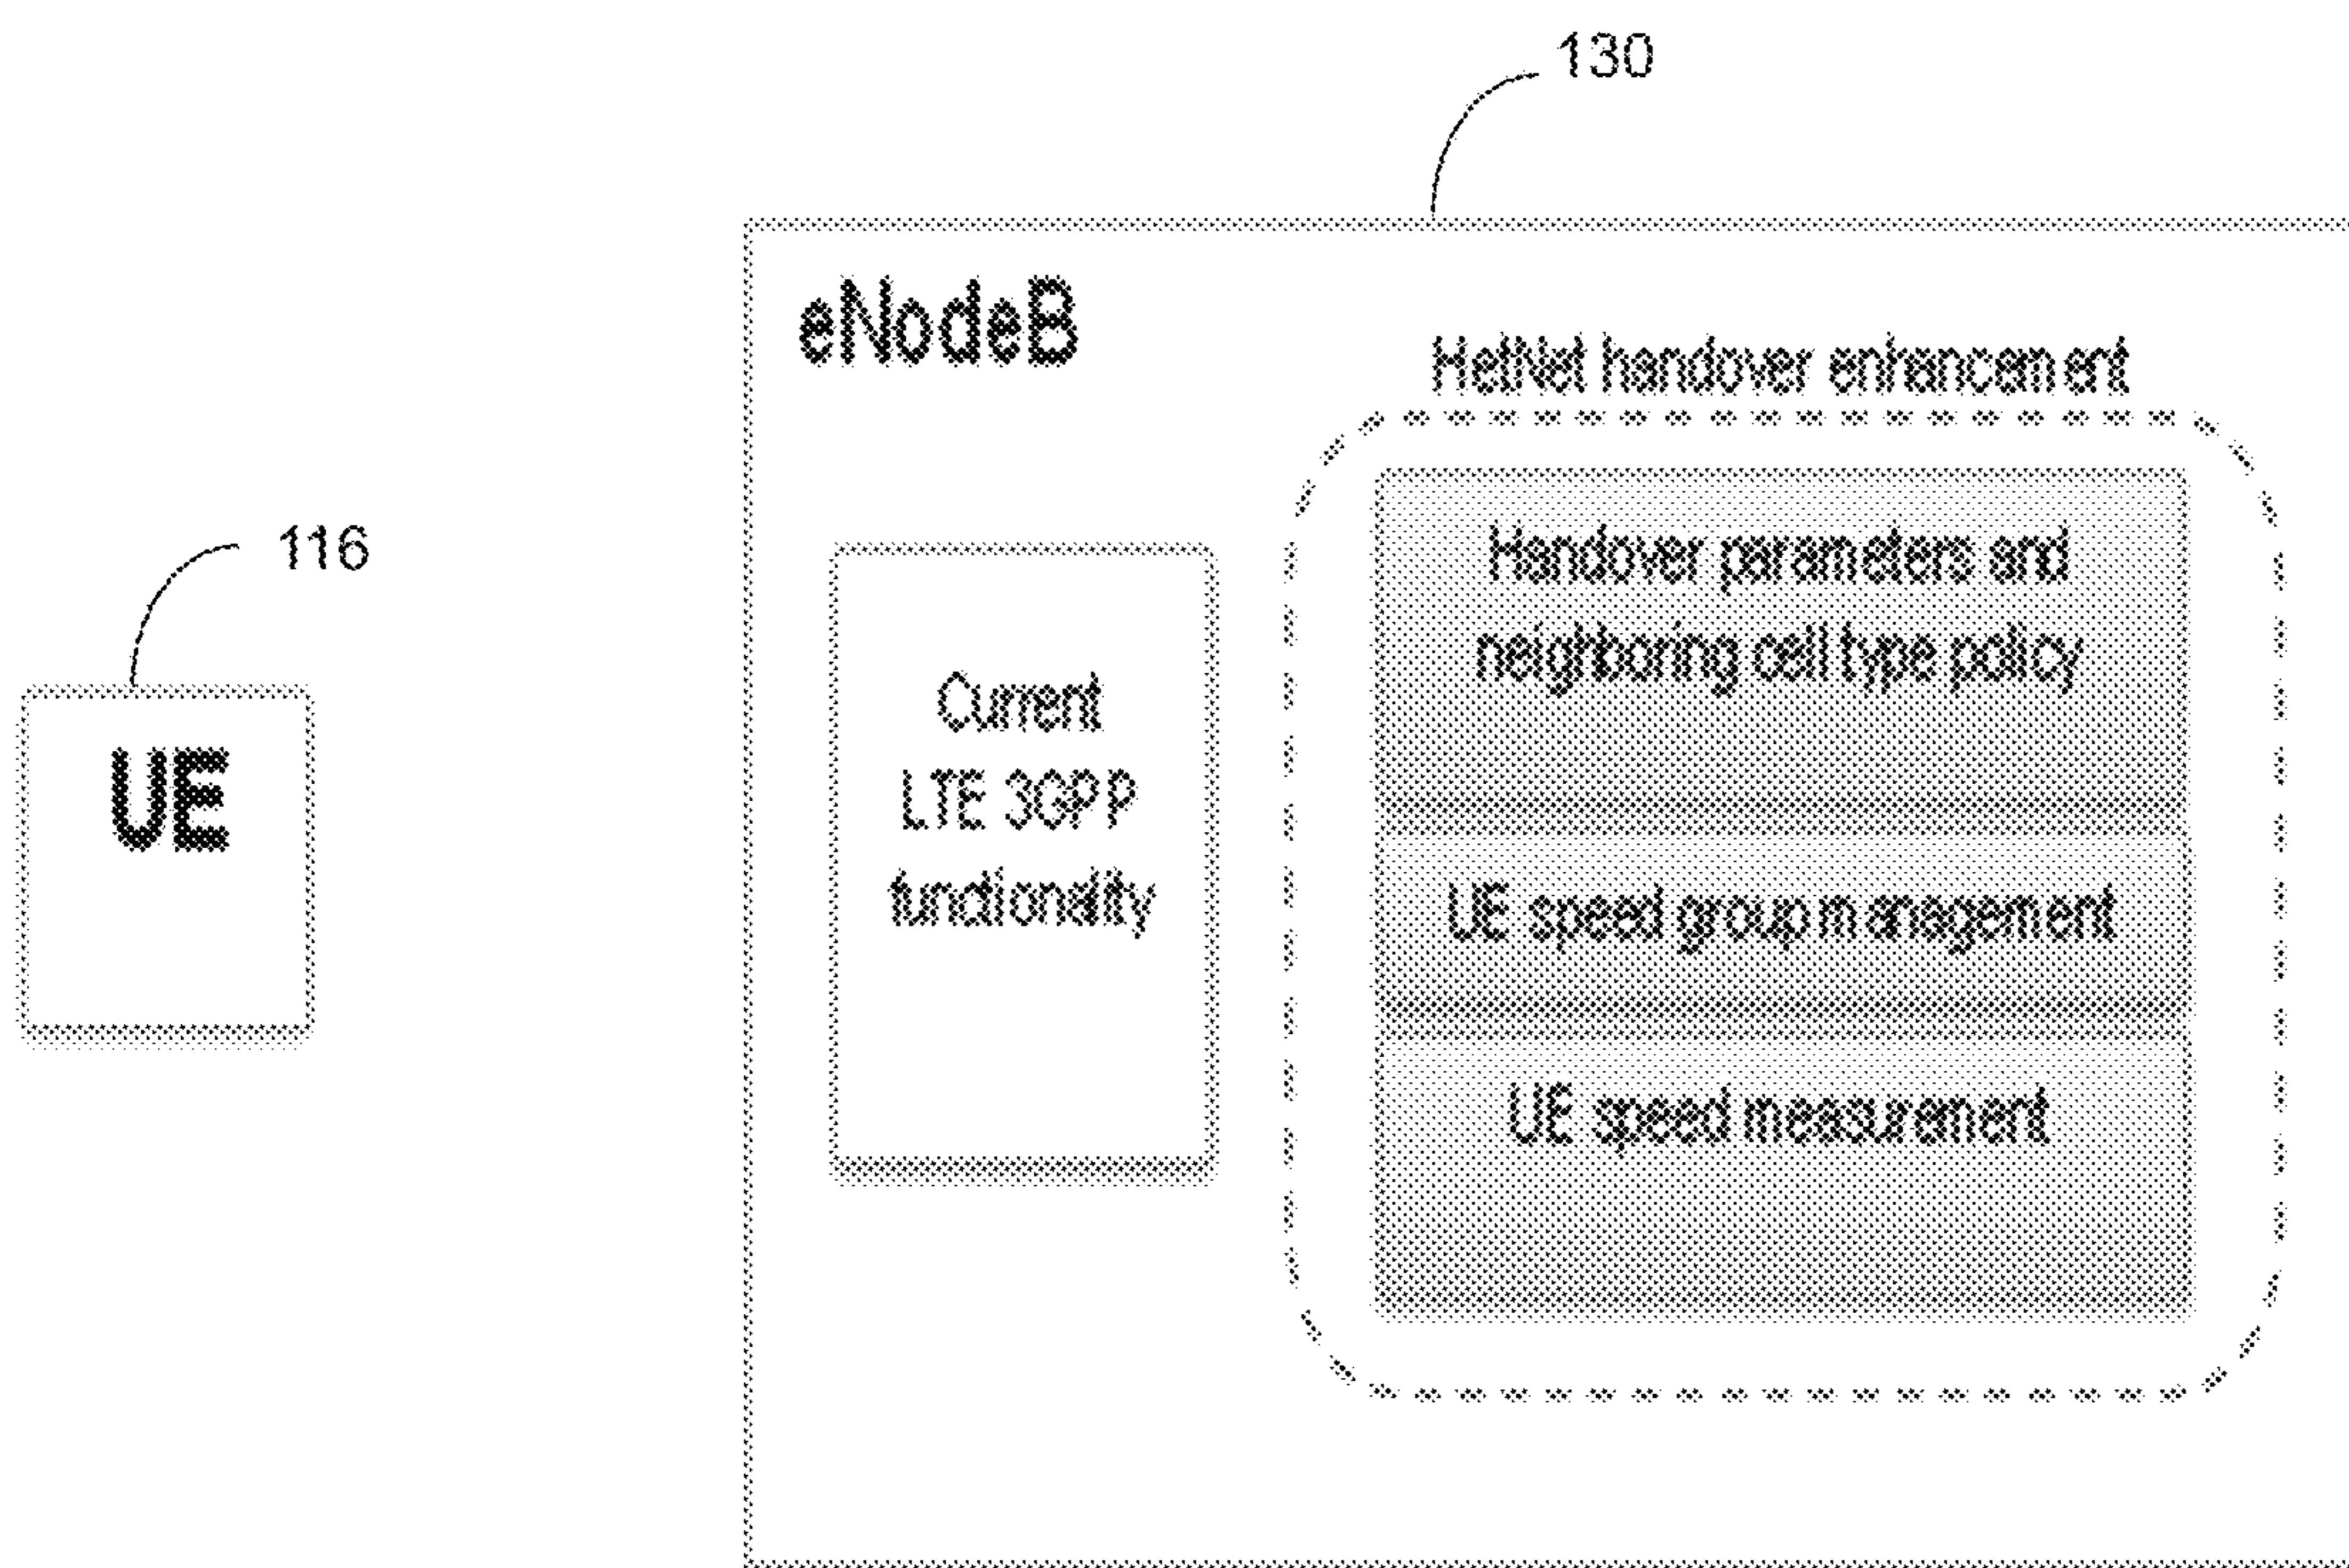 130
eNodeB
HetNet handover enhancement
116
Handover parameters and
neighboring cell type policy
Current
LTE 3GPP
functionality
UE
UE speed group management
UE speed measurement